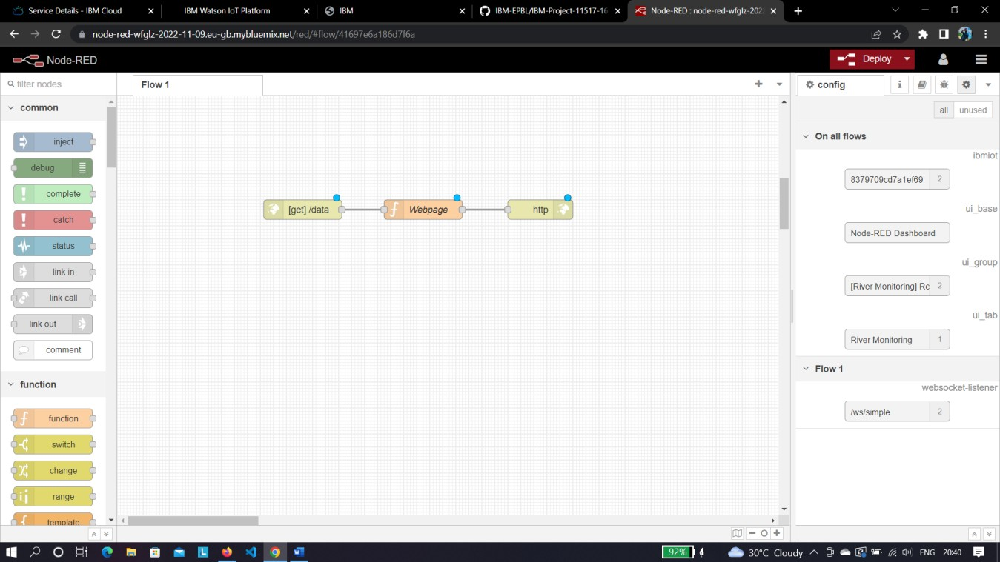 Service Details - IBM Cloud
IBM Watson IoT Platform
IBM
IBM-EPBL/IBM-Project-11517-16
Node-RED : node-red-wfglz-2022
node-red-wfglz-2022-11-09.eu-gb.mybluemix.net/red/#flow/41697e6a186d7f6a
Node-RED
Deploy
filter nodes
Flow 1
config
all
unused
common
inject
debug
complete
catch
status
link in
link call
link out
comment
function
function
switch
change
range
template
[get] /data
Webpage
http
On all flows
ibmiot
8379709cd7a1ef69
2
ui_base
Node-RED Dashboard
ui_group
[River Monitoring] Re
2
ui_tab
River Monitoring
1
Flow 1
websocket-listener
/ws/simple
2
92%
30°C Cloudy
ENG
20:40